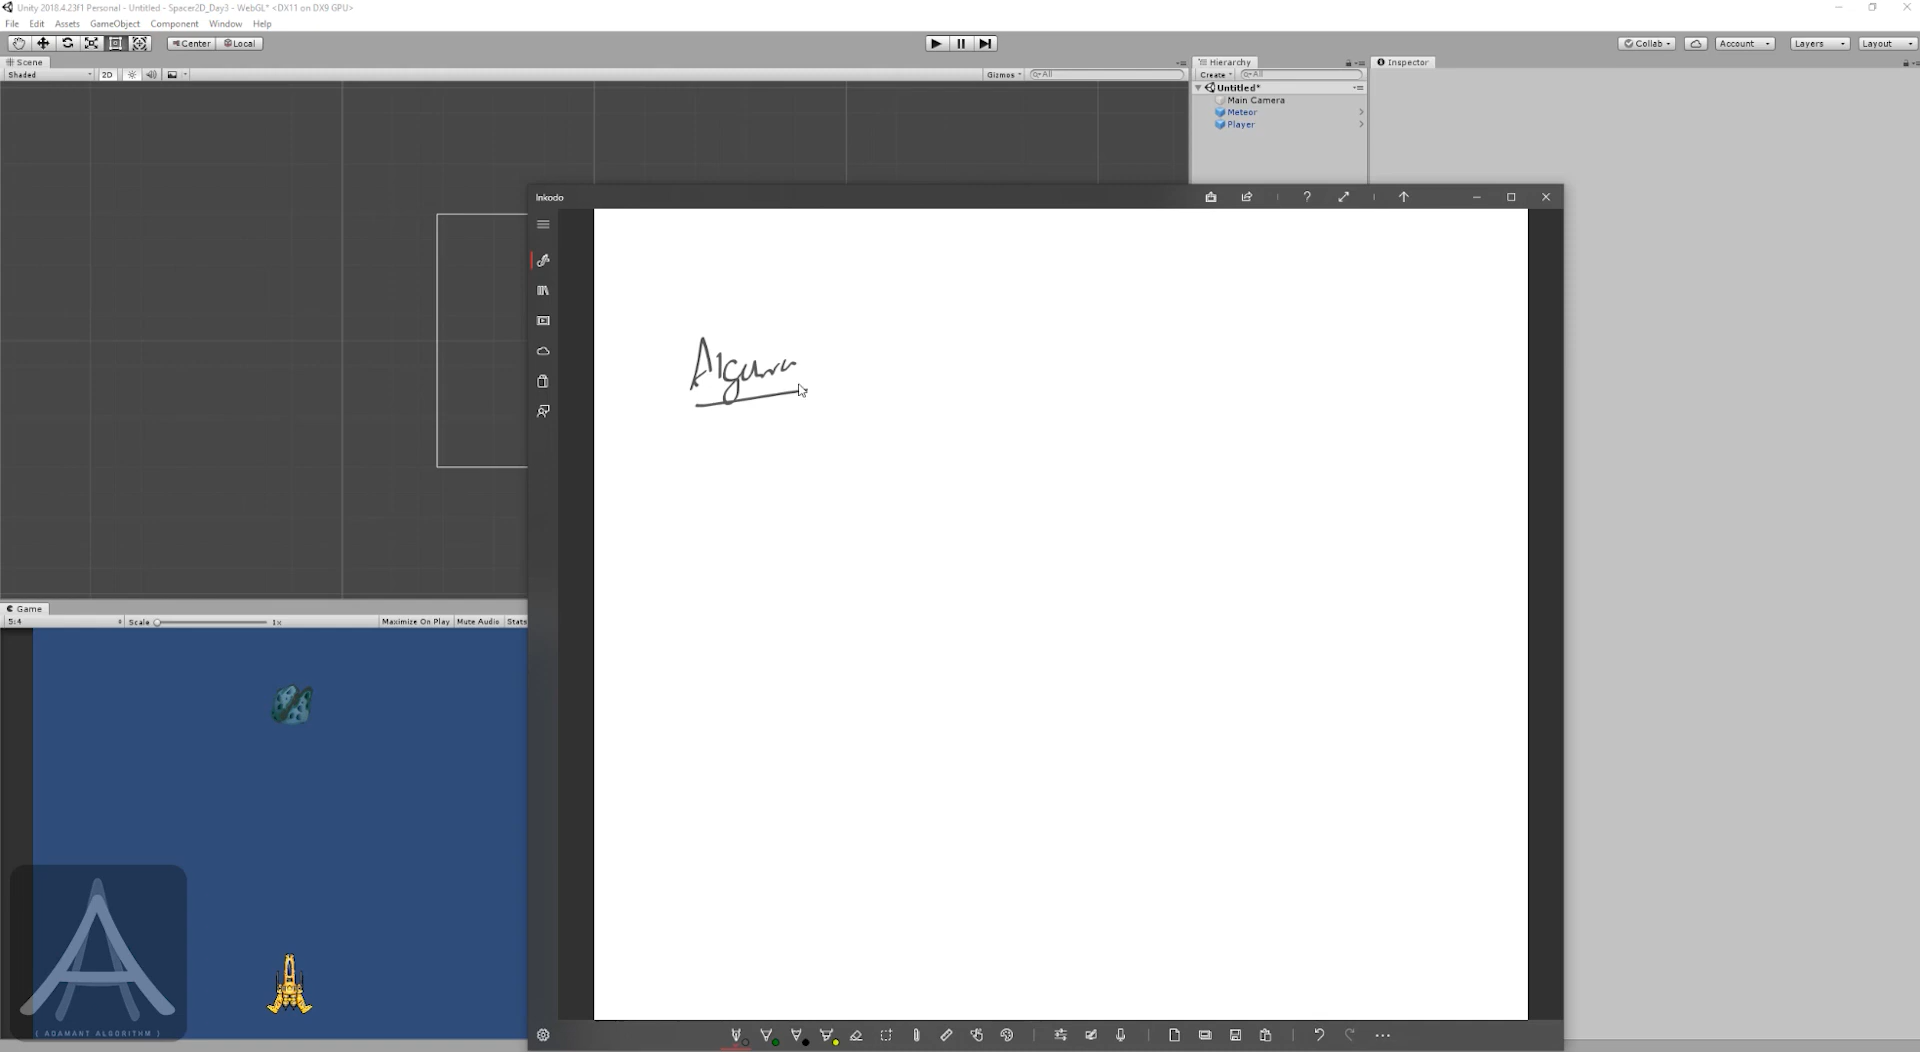 Unity 2018.4.23f1 Personal - Untitled - Spacer2D_Day3 - WebGL* <DX11 on DX9 GPU>
File Edit Assets GameObject Component Window Help
Center Local Collab Account Layers Layout
Scene Hierarchy Inspector
Shaded 2D Gizmos All Create All
Untitled*
Main Camera
Meteor
Player
Inkodo
Game
5:4 Scale 1x Maximize On Play Mute Audio Stats
{ ADAMANT ALGORITHM }